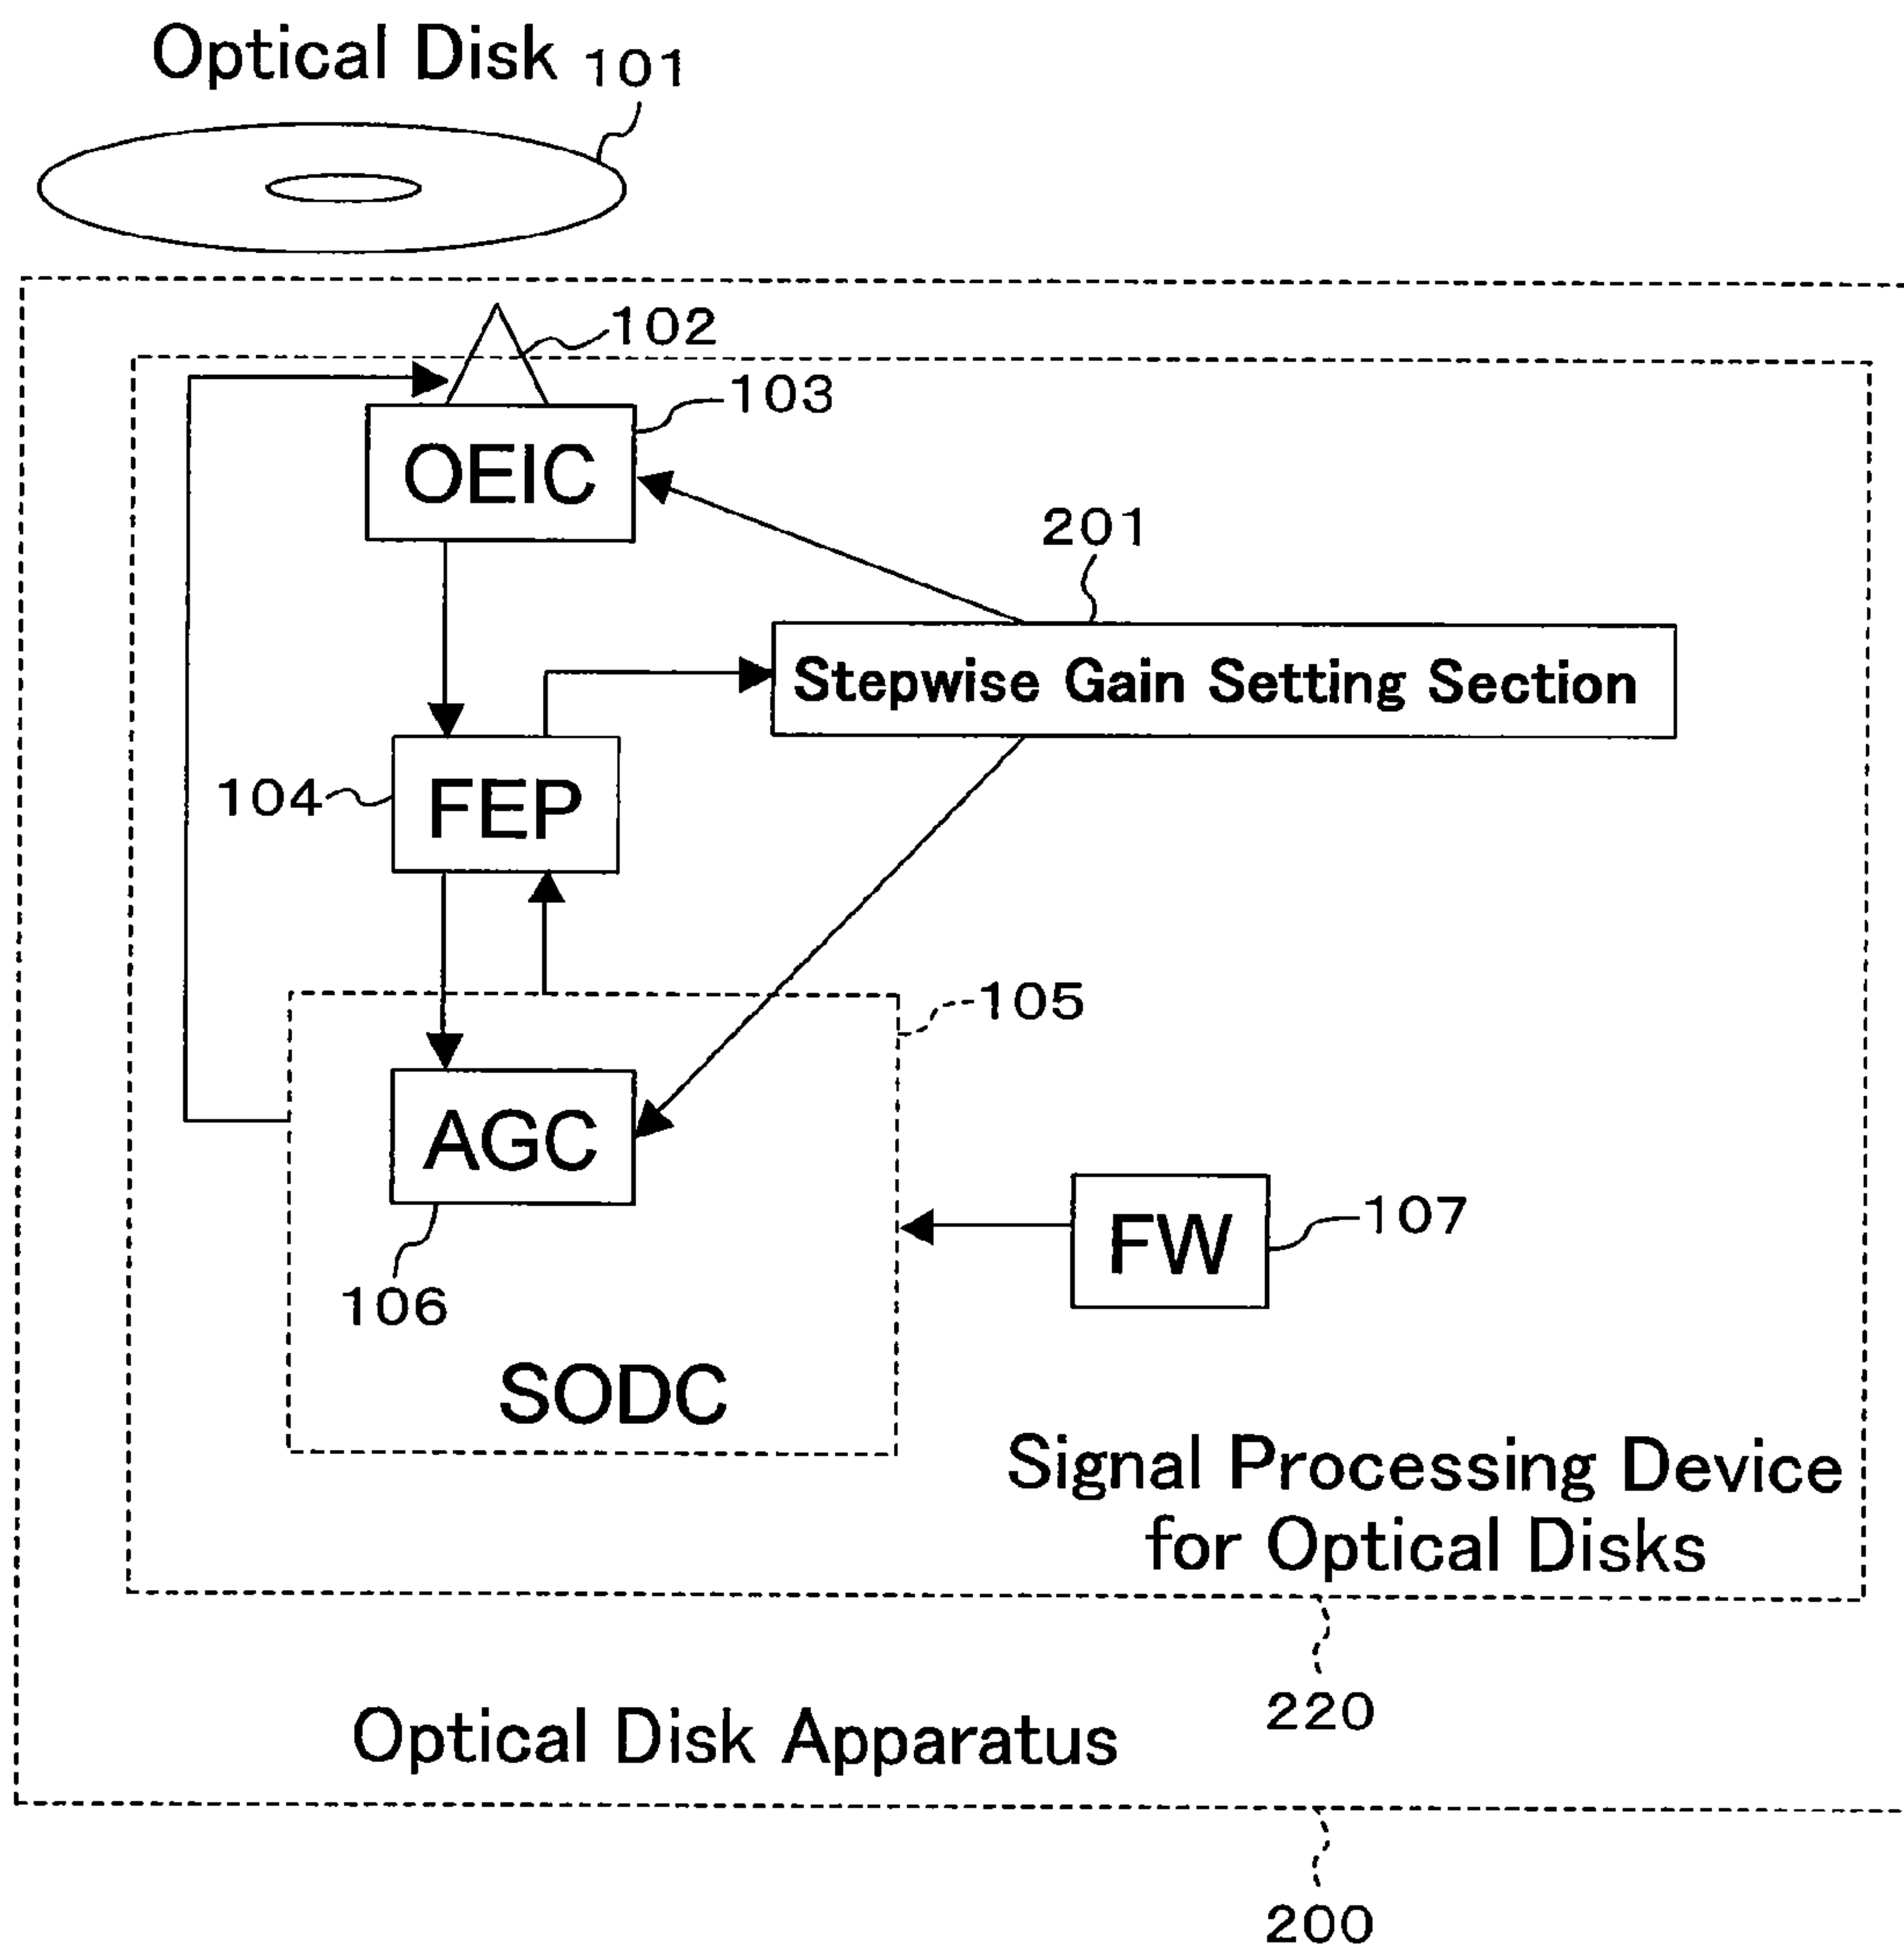 Optical Disk 101
102
103
OEIC
201
Stepwise Gain Setting Section
104
FEP
105
AGC
107
FW
106
SODC
Signal Processing Device
for Optical Disks
220
Optical Disk Apparatus
200